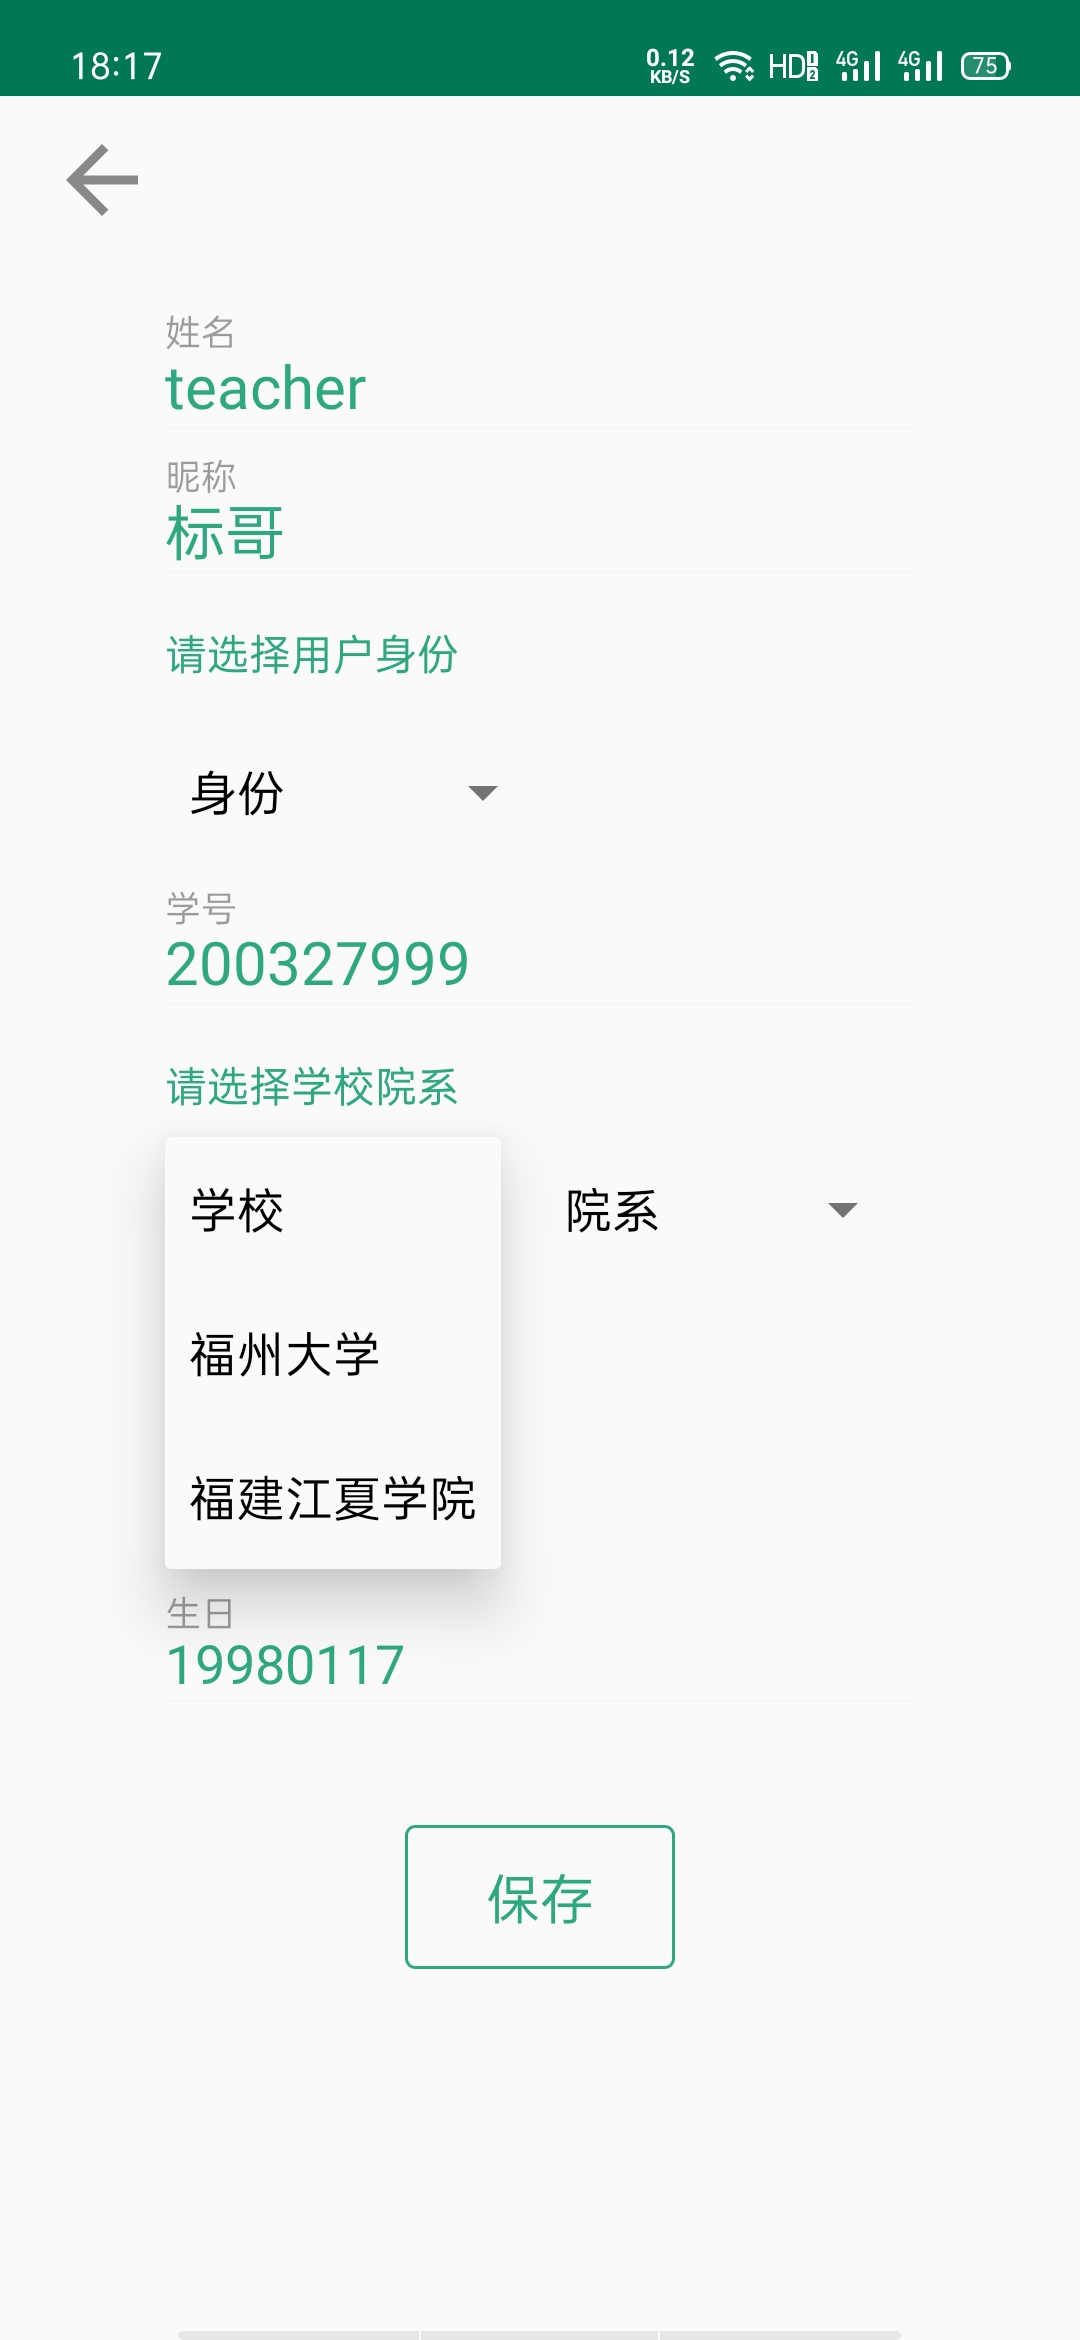 18:17 0.12 KB/S HD 1 2 4G 4G 75
姓名
teacher
昵称
标哥
请选择用户身份
身份
学号
200327999
请选择学校院系
学校 院系
福州大学
福建江夏学院
生日
19980117
保存